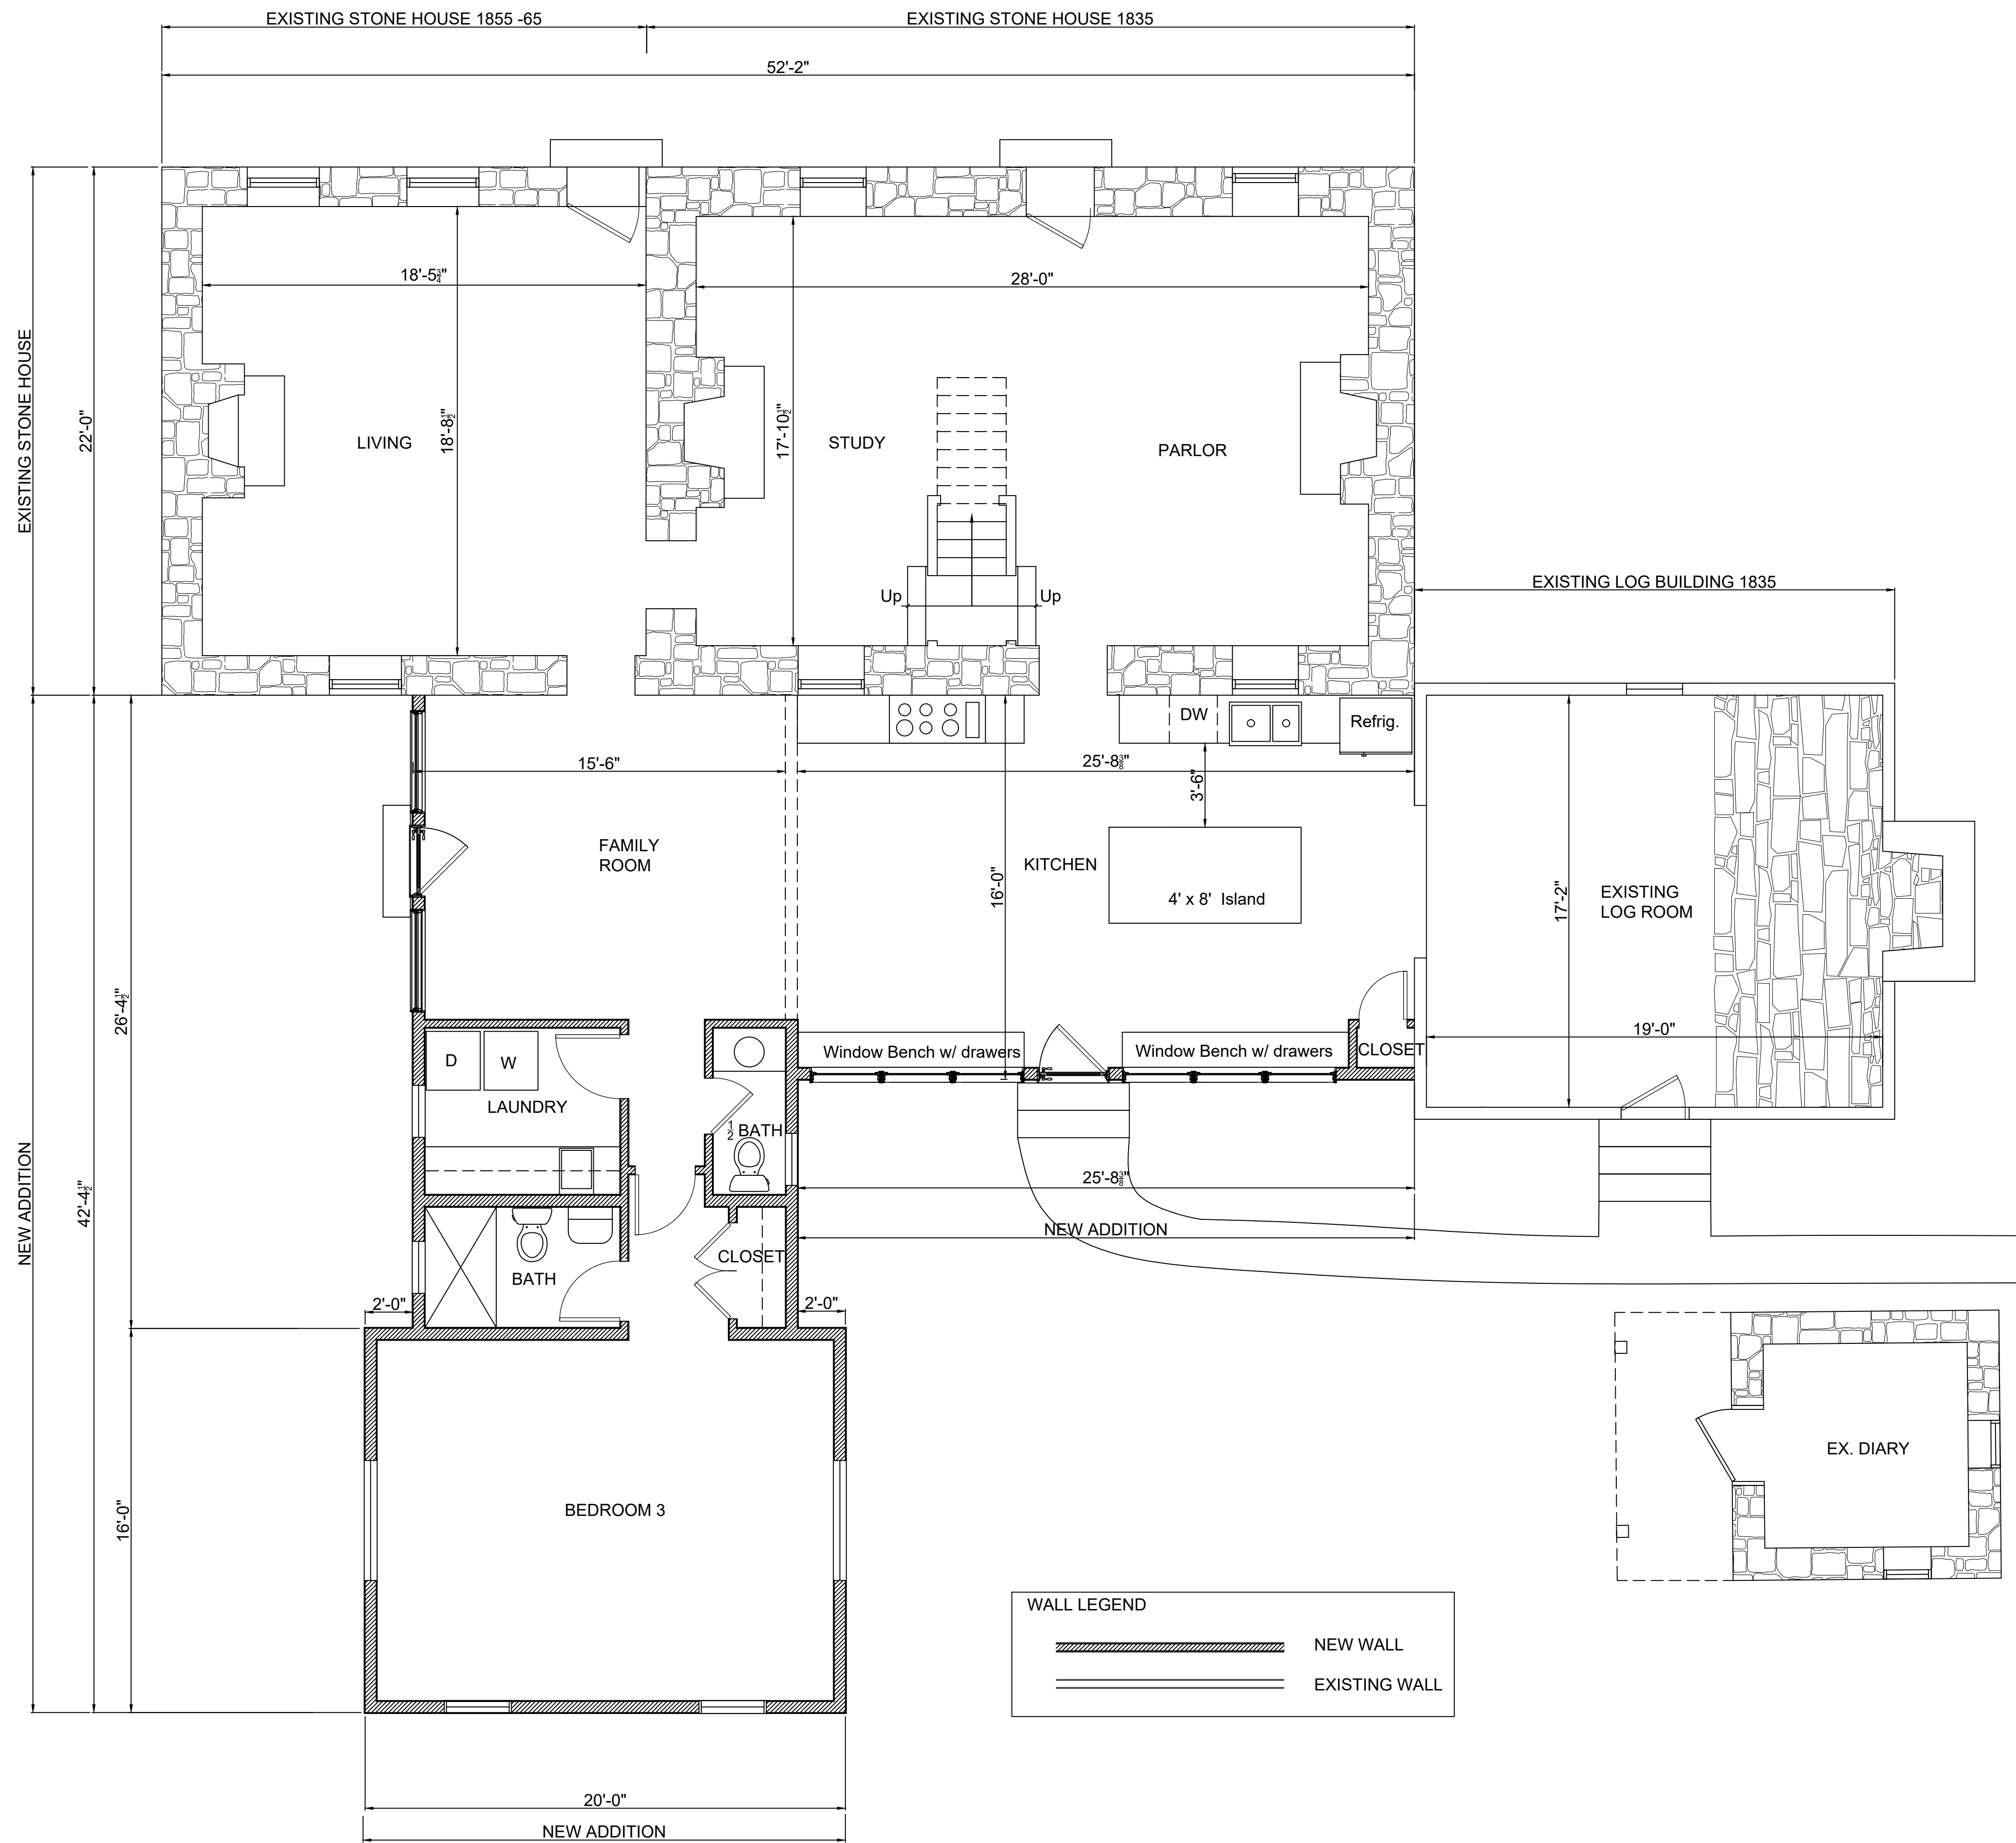 EXISTING STONE HOUSE 1855 -65
EXISTING STONE HOUSE 1835
52'-2"
EXISTING STONE HOUSE
22'-0"
18'-5¾"
28'-0"
LIVING
18'-8½"
17'-10½"
STUDY
PARLOR
Up
Up
EXISTING LOG BUILDING 1835
DW
Refrig.
15'-6"
25'-8⅜"
3'-6"
FAMILY
ROOM
KITCHEN
16'-0"
4' x 8' Island
17'-2"
EXISTING
LOG ROOM
26'-4½"
19'-0"
Window Bench w/ drawers
Window Bench w/ drawers
CLOSET
D
W
LAUNDRY
½ BATH
NEW ADDITION
42'-4½"
25'-8⅜"
NEW ADDITION
CLOSET
BATH
2'-0"
2'-0"
EX. DIARY
16'-0"
BEDROOM 3
WALL LEGEND
NEW WALL
EXISTING WALL
20'-0"
NEW ADDITION